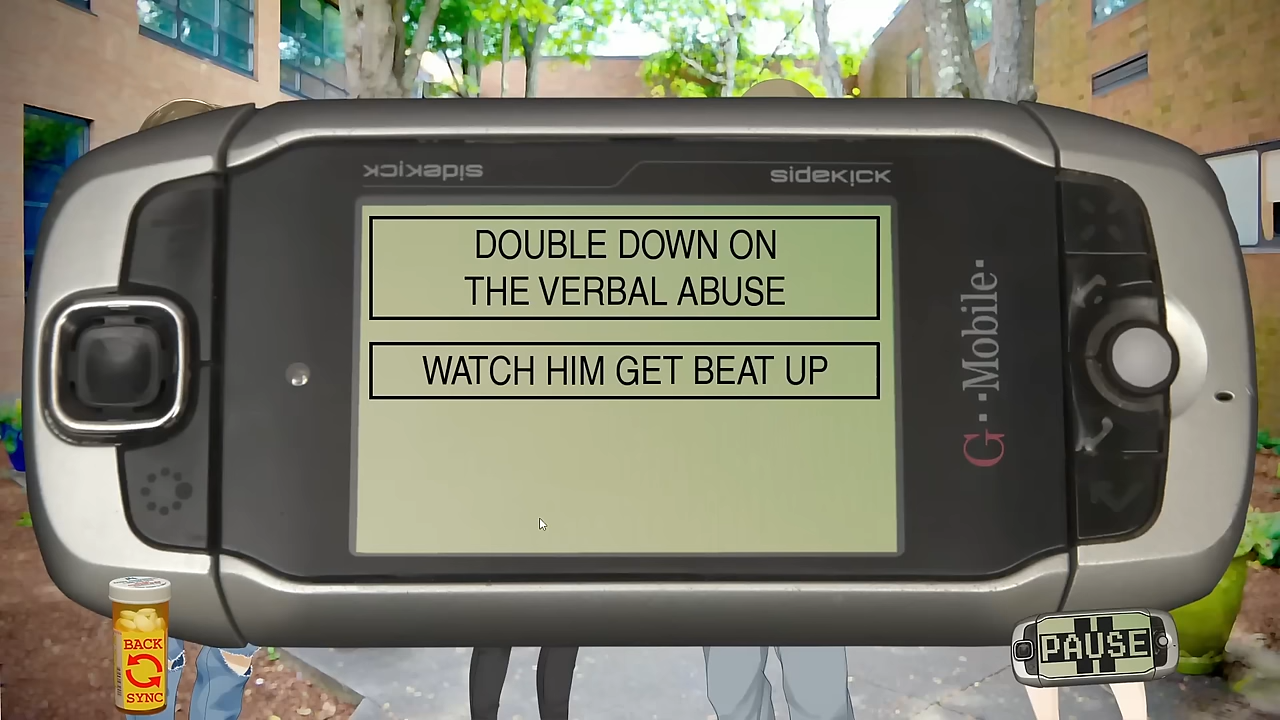 sidekick
sidekick
DOUBLE DOWN ON
THE VERBAL ABUSE
WATCH HIM GET BEAT UP
G··Mobile·
BACK
SYNC
PAUSE